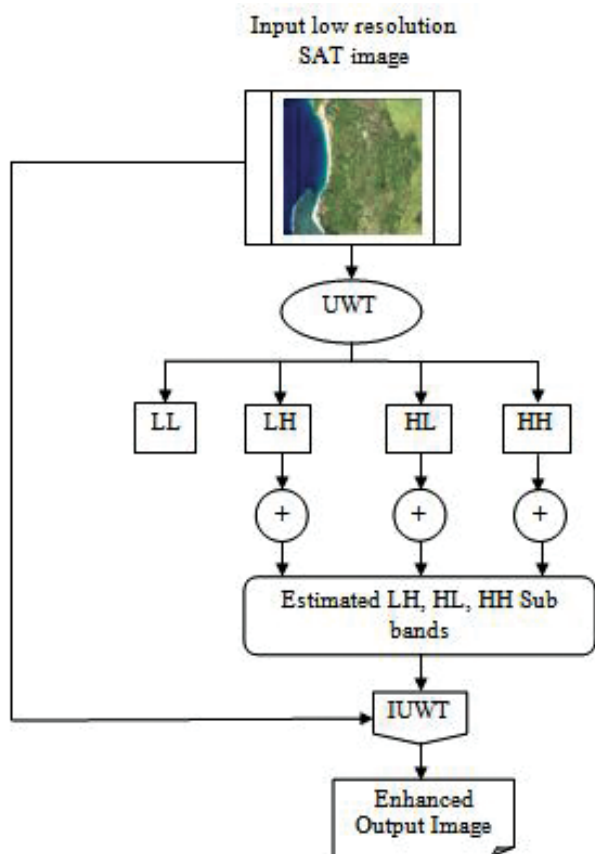 Input low resolution
SAT image
UWT
LL LH HL HH
+ + +
Estimated LH, HL, HH Sub
bands
IUWT
Enhanced
Output Image